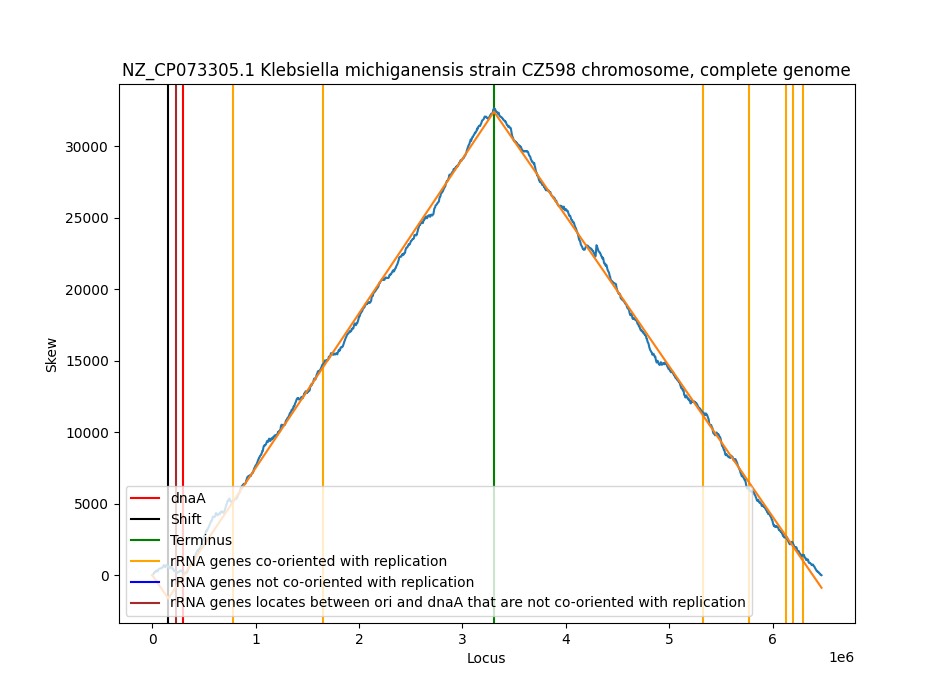 NZ_CP073305.1 Klebsiella michiganensis strain CZ598 chromosome, complete genome
Skew
30000
25000
20000
15000
10000
5000
0
dnaA
Shift
Terminus
rRNA genes co-oriented with replication
rRNA genes not co-oriented with replication
rRNA genes locates between ori and dnaA that are not co-oriented with replication
0 1 2 3 4 5 6
Locus
1e6